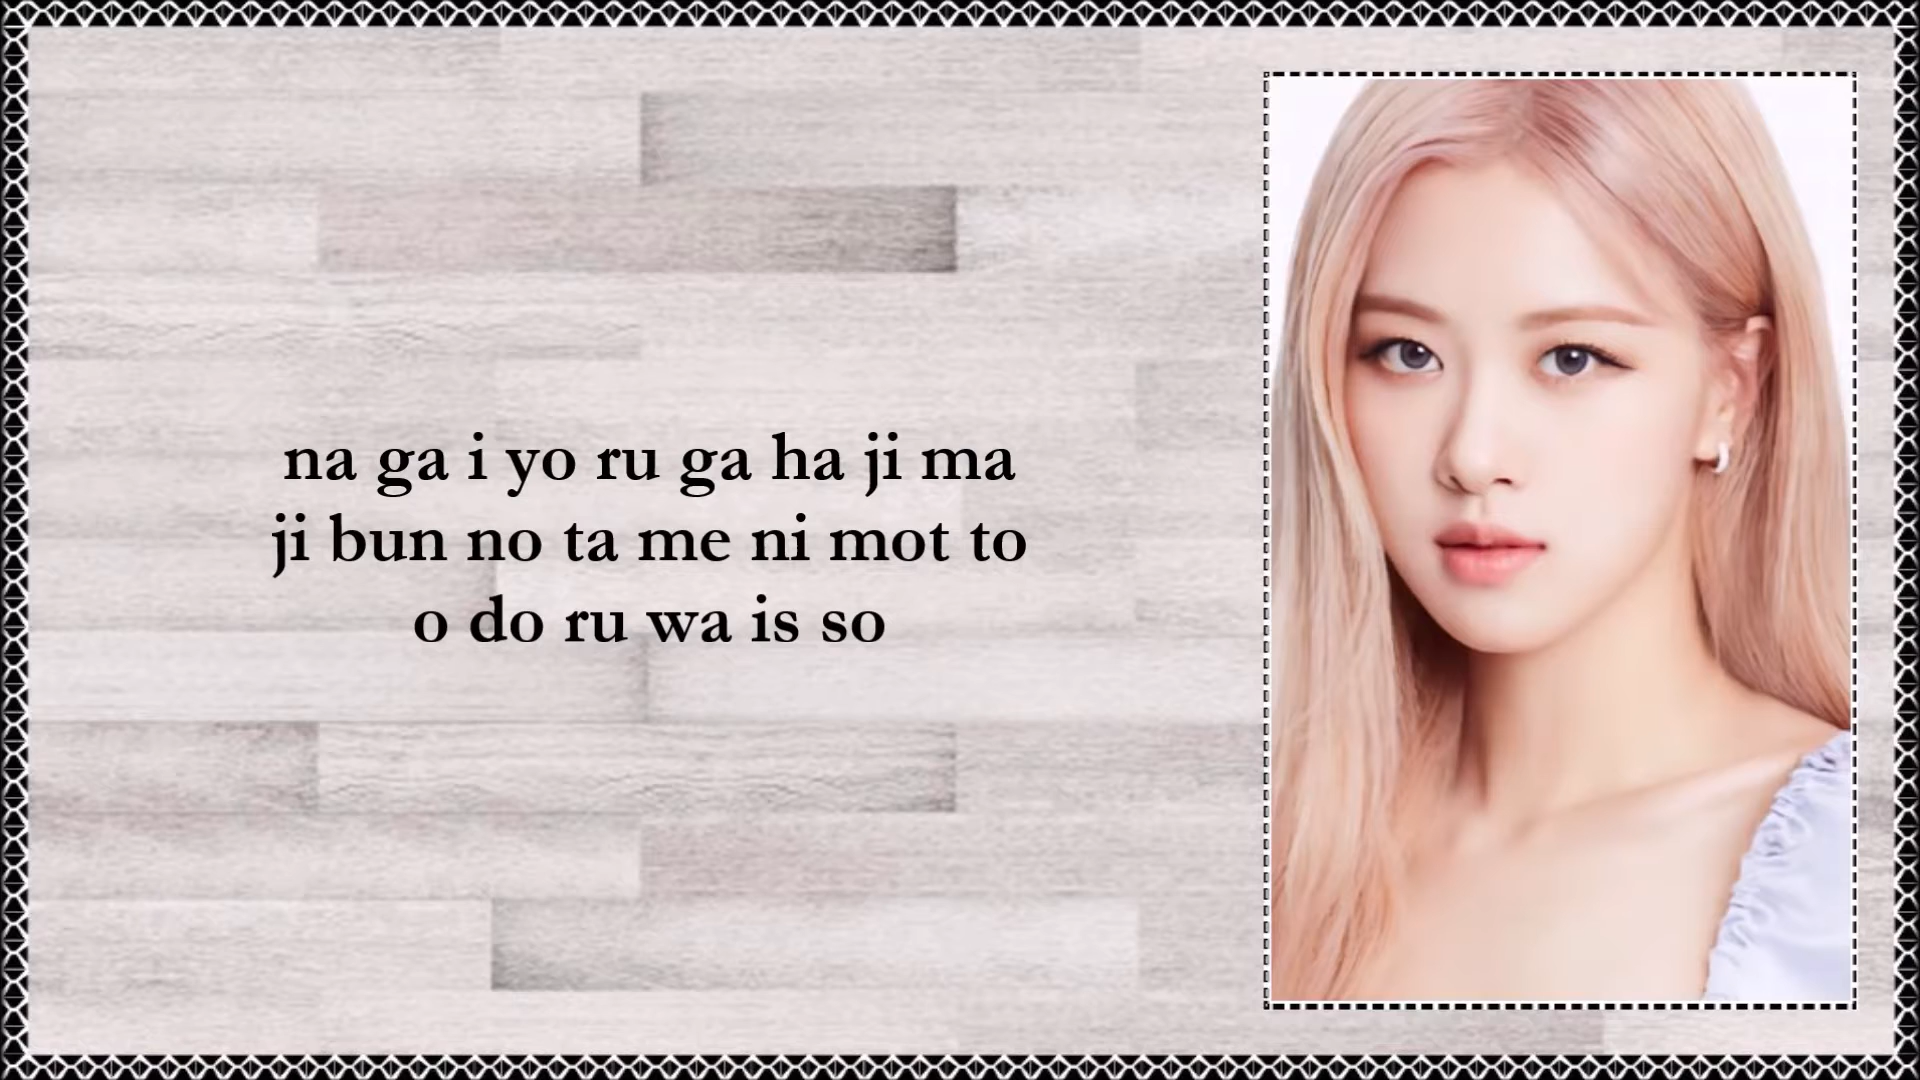 na ga i yo ru ga ha ji ma
ji bun no ta me ni mot to
o do ru wa is so